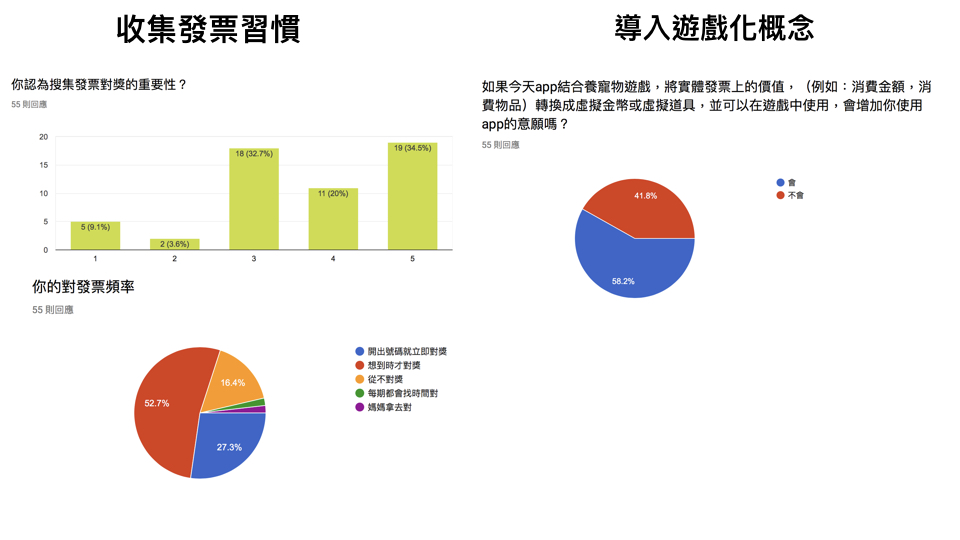 收集發票習慣
你認為搜集發票對獎的重要性？
55 則回應
20
15
10
5
0
5 (9.1%)
2 (3.6%)
18 (32.7%)
11 (20%)
19 (34.5%)
1
2
3
4
5
你的對發票頻率
55 則回應
52.7%
16.4%
27.3%
開出號碼就立即對獎
想到時才對獎
從不對獎
每期都會找時間對
媽媽拿去對
導入遊戲化概念
如果今天app結合養寵物遊戲，將實體發票上的價值，（例如：消費金額，消
費物品）轉換成虛擬金幣或虛擬道具，並可以在遊戲中使用，會增加你使用
app的意願嗎？
55 則回應
41.8%
58.2%
會
不會